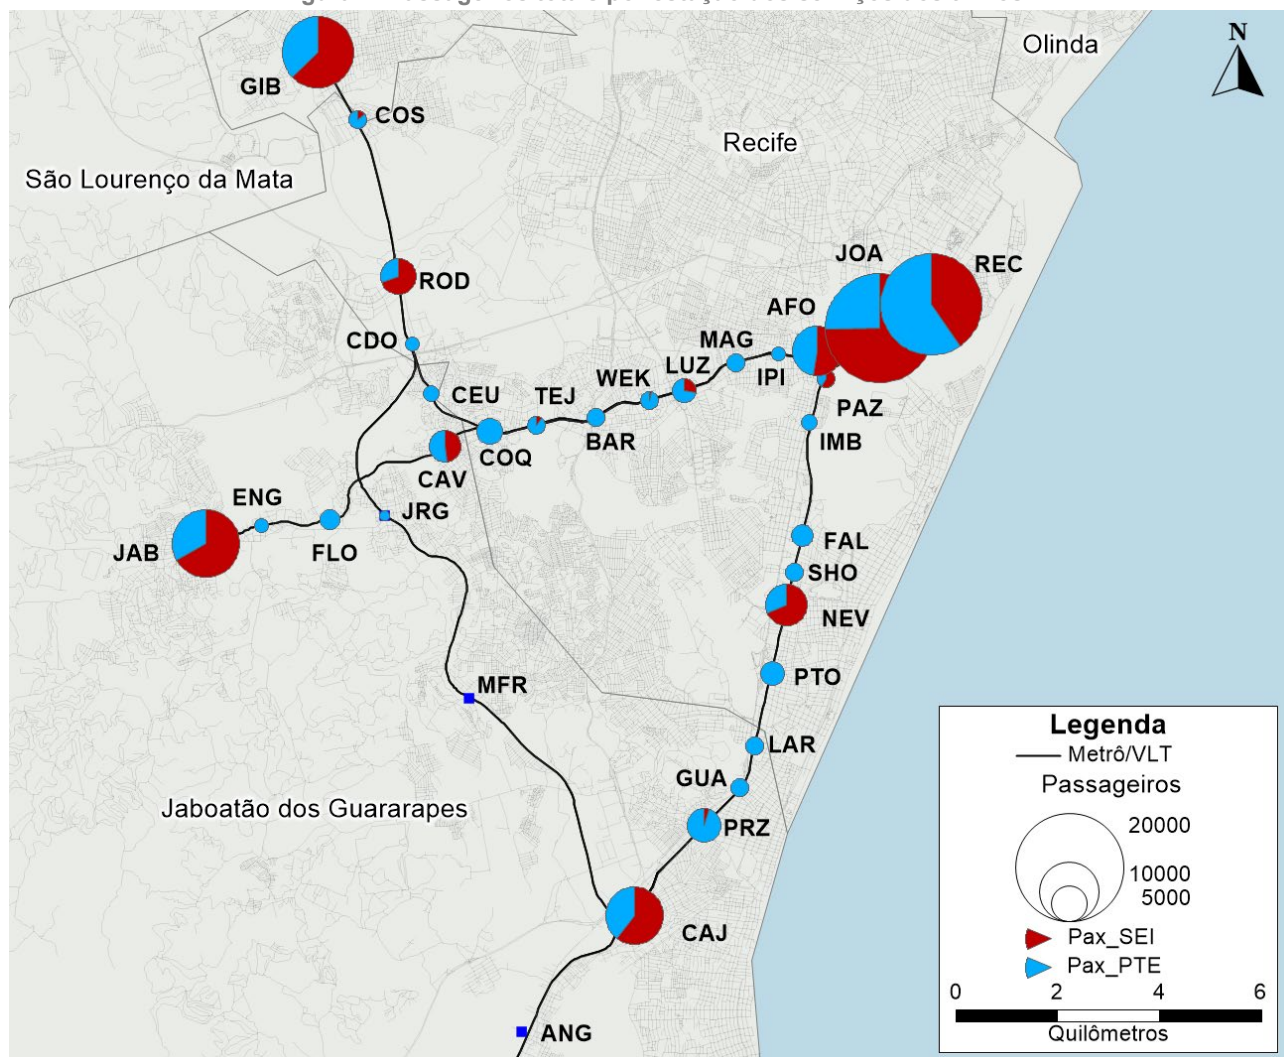 N
Olinda
GIB
COS
Recife
São Lourenço da Mata
JOA
REC
ROD
AFO
CDO
MAG
LUZ
IPI
WEK
CEU
TEJ
PAZ
BAR
IMB
COQ
CAV
ENG
JRG
FAL
JAB
FLO
SHO
NEV
MFR
PTO
Legenda
LAR
Metrô/VLT
GUA
Passageiros
Jaboatão dos Guararapes
20000
PRZ
10000
5000
CAJ
Pax_SEI
Pax_PTE
0 2 4 6
ANG
Quilômetros